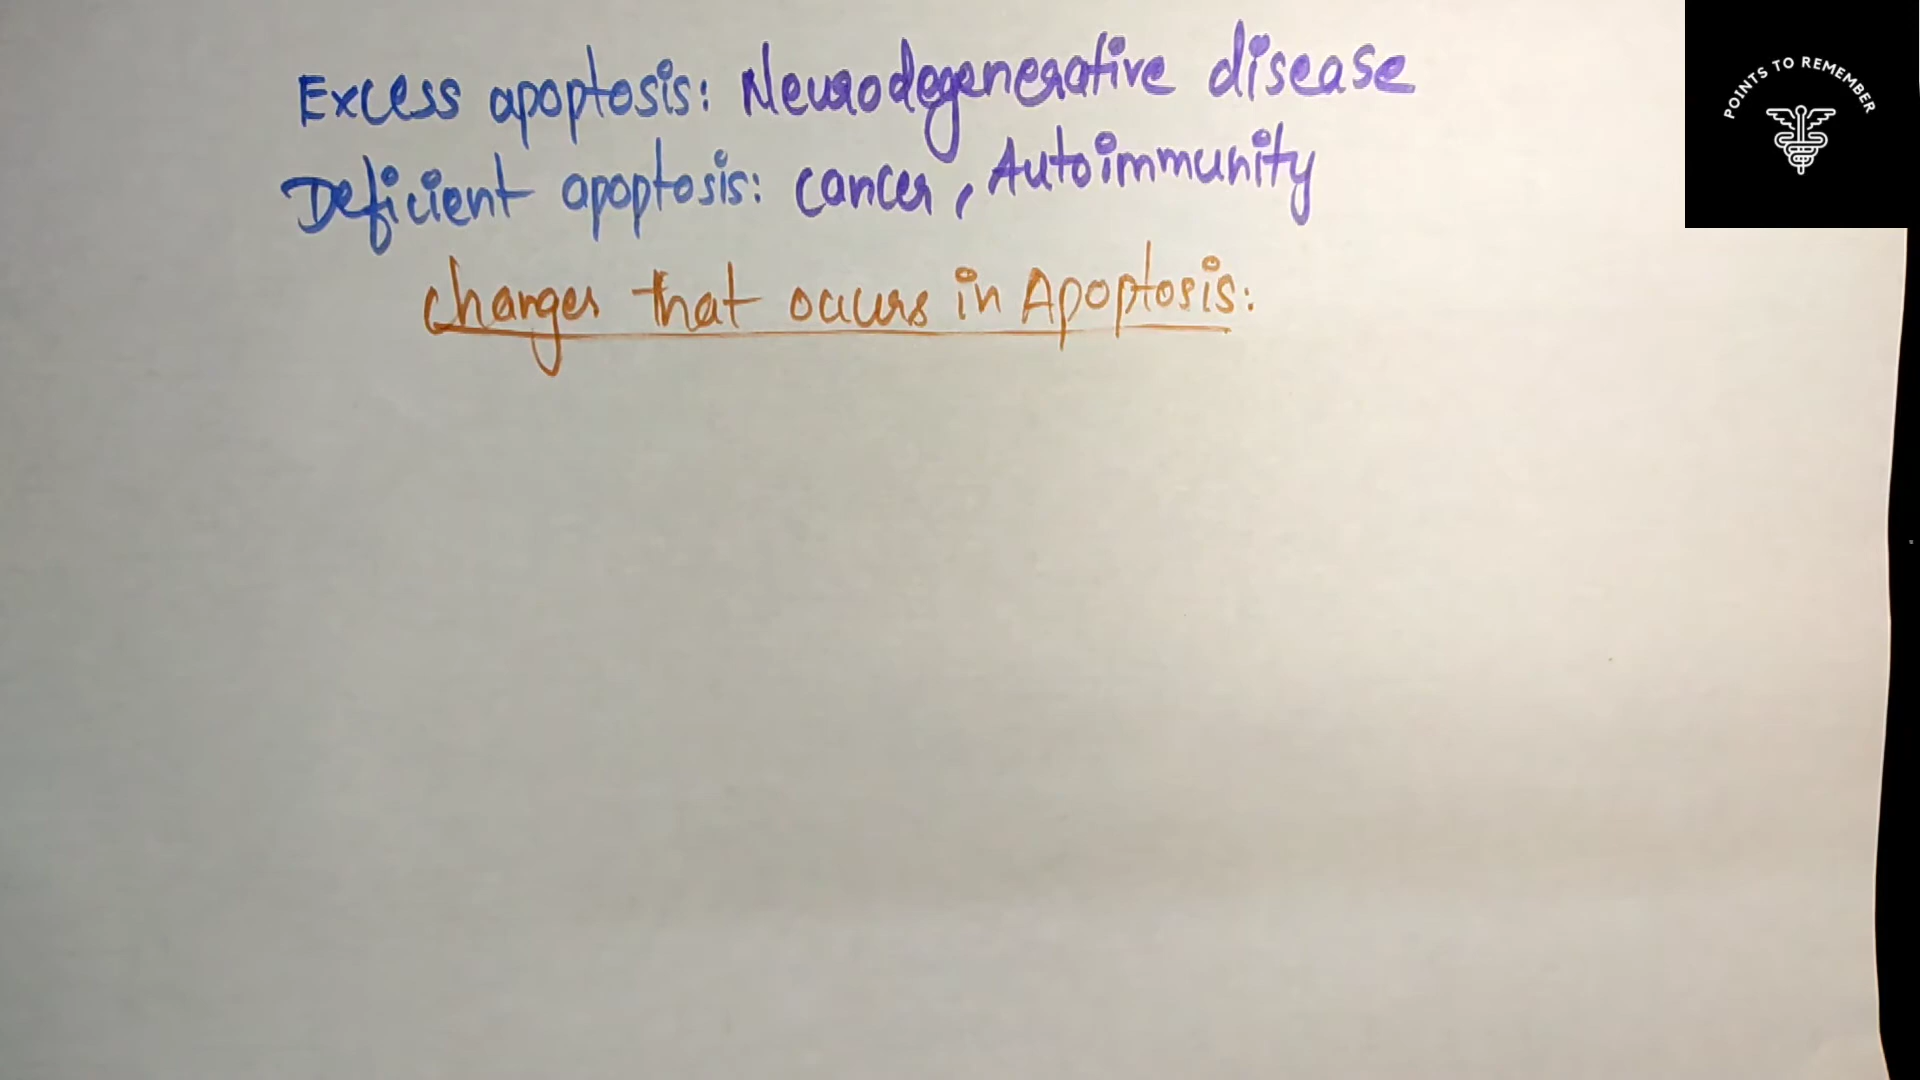 Excess apoptosis: Neurodegenerative disease
Deficient apoptosis: cancer, Autoimmunity
changes that occurs in Apoptosis:
POINTS TO REMEMBER